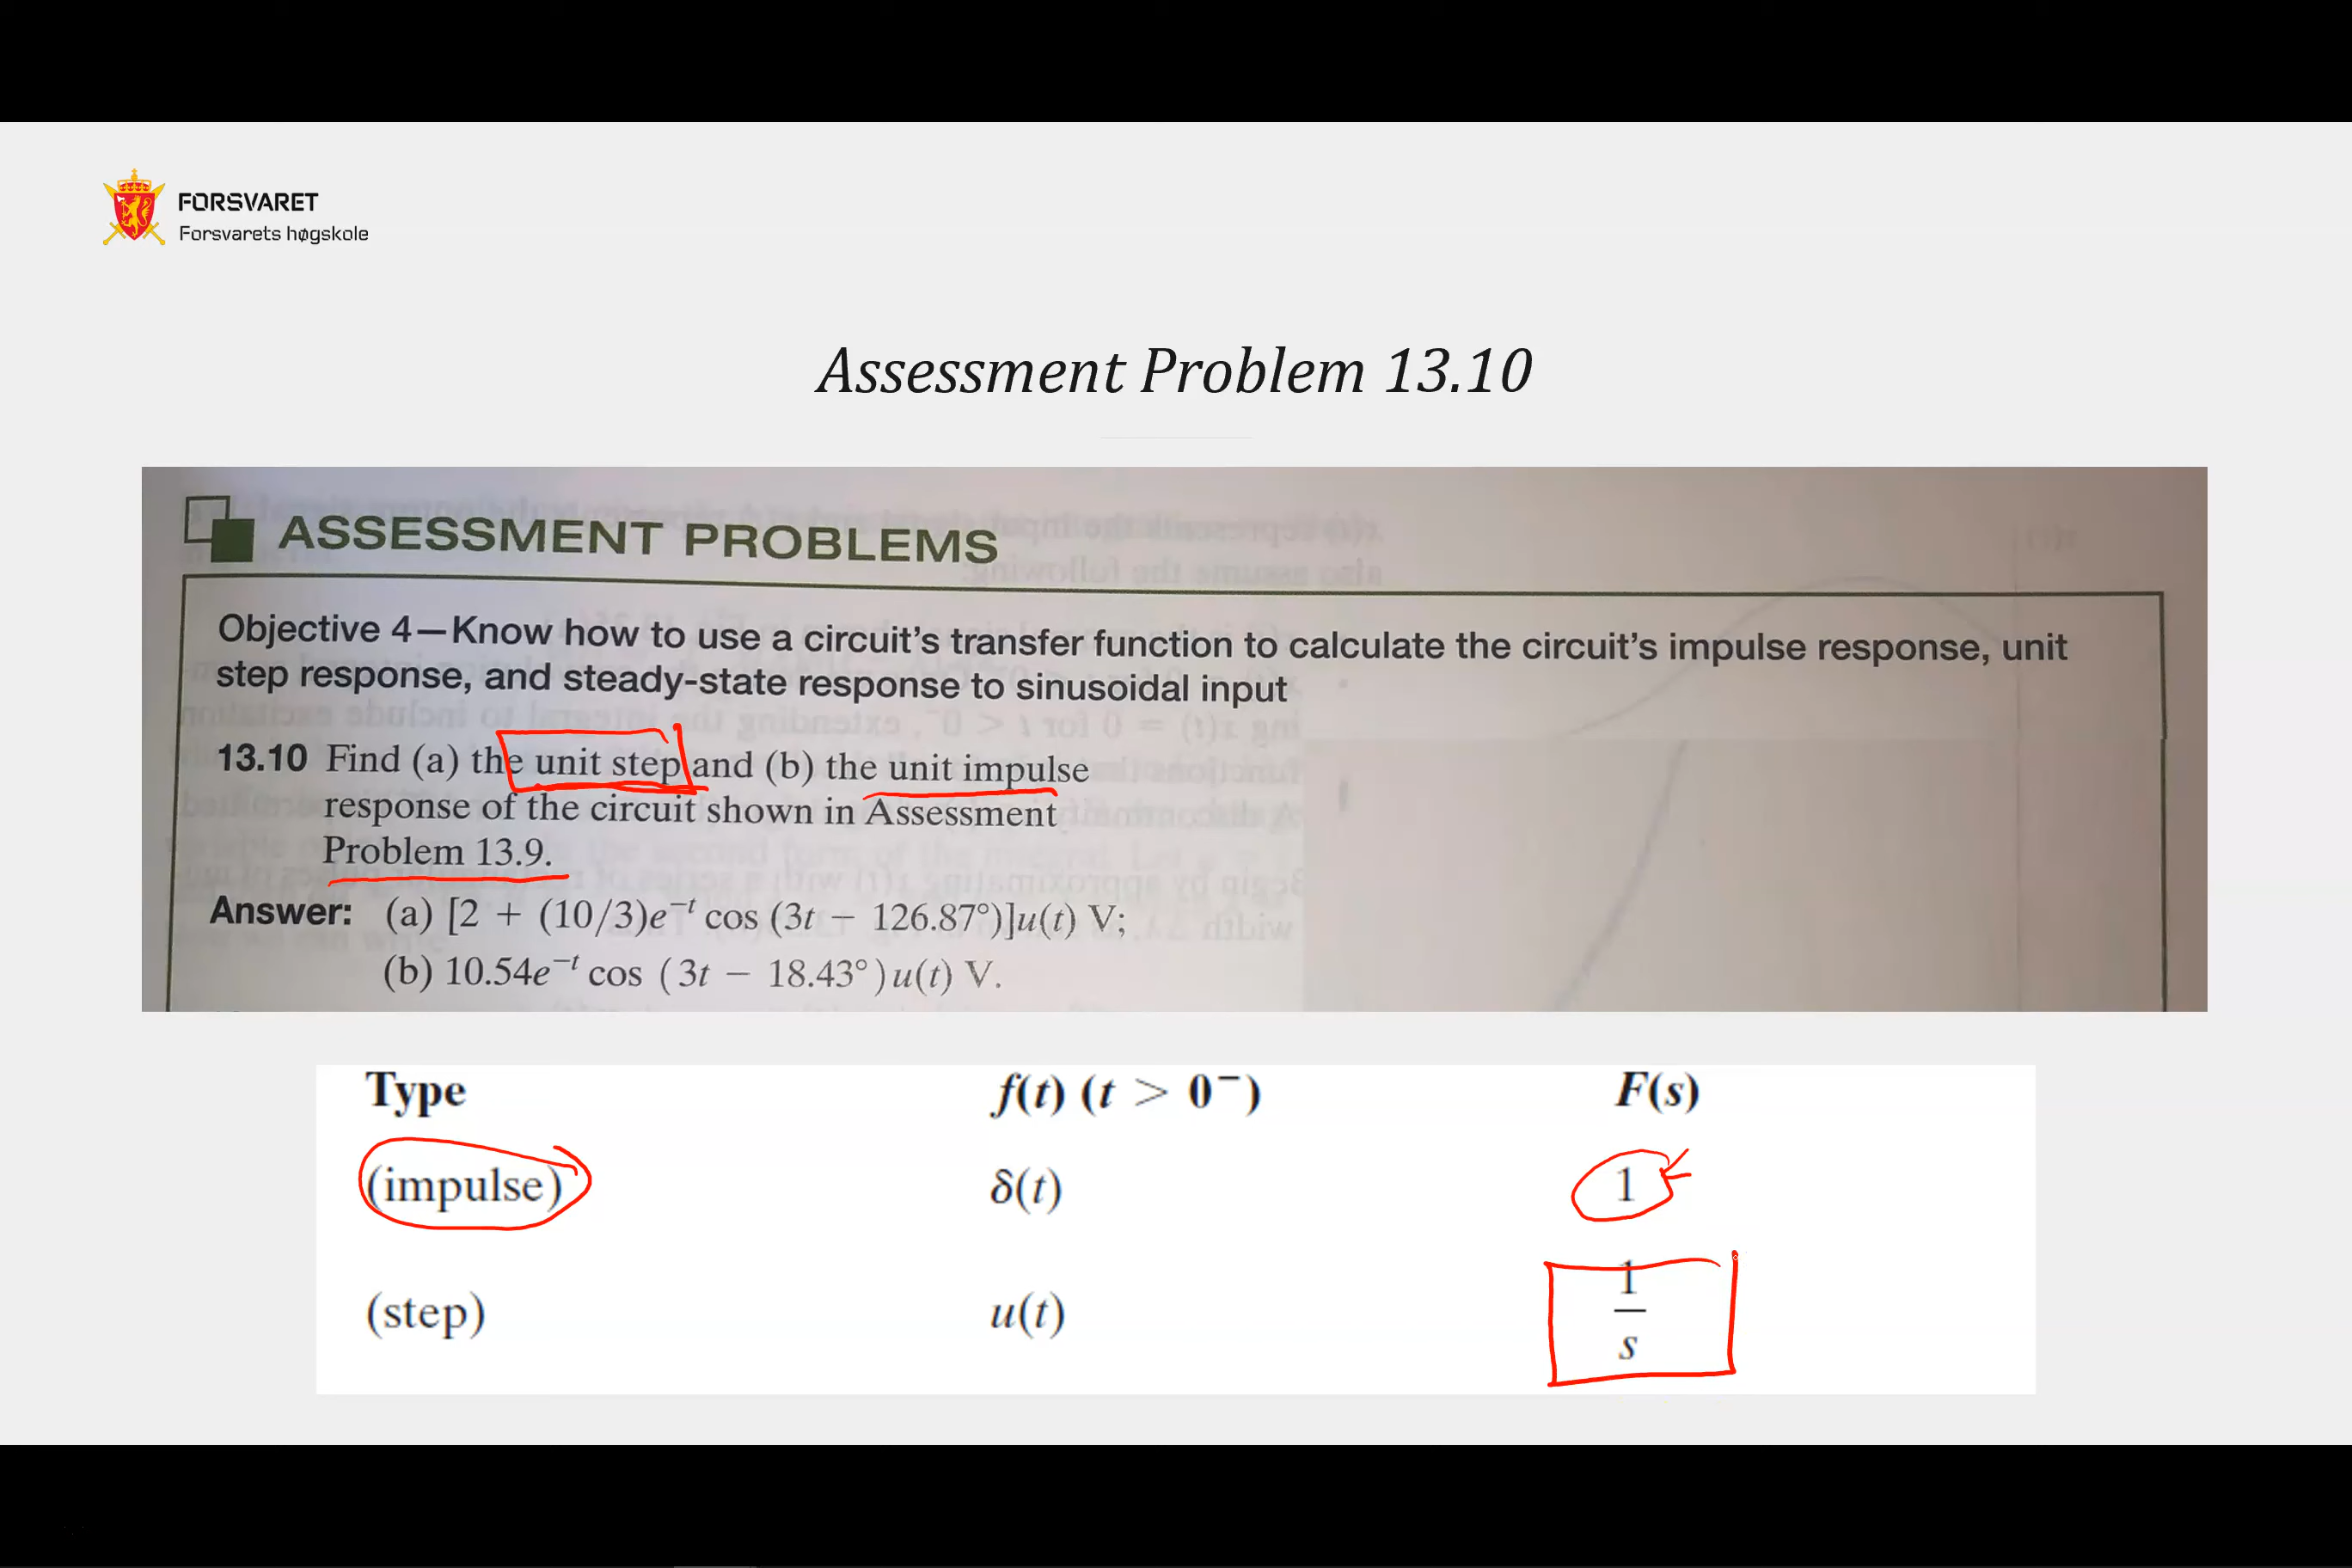 FORSVARET
Forsvarets høgskole
Assessment Problem 13.10
ASSESSMENT PROBLEMS
Objective 4—Know how to use a circuit's transfer function to calculate the circuit's impulse response, unit
step response, and steady-state response to sinusoidal input
13.10 Find (a) the unit step and (b) the unit impulse
response of the circuit shown in Assessment
Problem 13.9.
Answer: (a) [2 + (10/3)e⁻ᵗ cos (3t − 126.87°)]u(t) V;
(b) 10.54e⁻ᵗ cos (3t − 18.43°)u(t) V.
Type f(t) (t > 0⁻) F(s)
(impulse) δ(t) 1
(step) u(t) 1/s